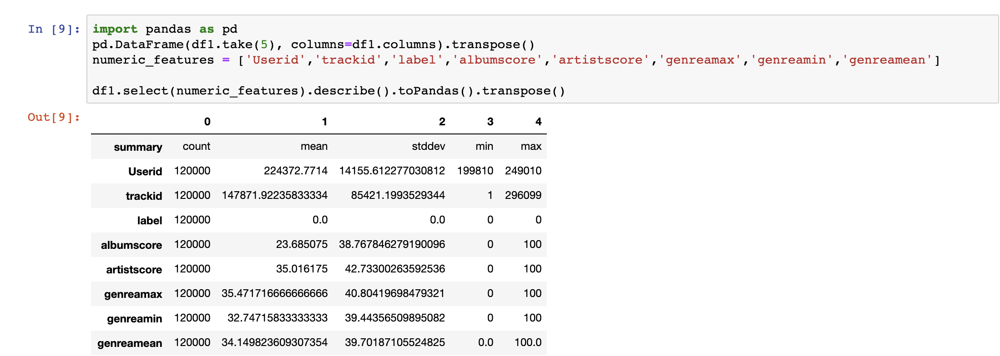 In [9]: import pandas as pd
pd.DataFrame(df1.take(5), columns=df1.columns).transpose()
numeric_features = ['Userid','trackid','label','albumscore','artistscore','genreamax','genreamin','genreamean']
df1.select(numeric_features).describe().toPandas().transpose()
Out[9]:
0 1 2 3 4
summary count mean stddev min max
Userid 120000 224372.7714 14155.612277030812 199810 249010
trackid 120000 147871.92235833334 85421.1993529344 1 296099
label 120000 0.0 0.0 0 0
albumscore 120000 23.685075 38.767846279190096 0 100
artistscore 120000 35.016175 42.73300263592536 0 100
genreamax 120000 35.471716666666666 40.80419698479321 0 100
genreamin 120000 32.74715833333333 39.44356509895082 0 100
genreamean 120000 34.149823609307354 39.70187105524825 0.0 100.0